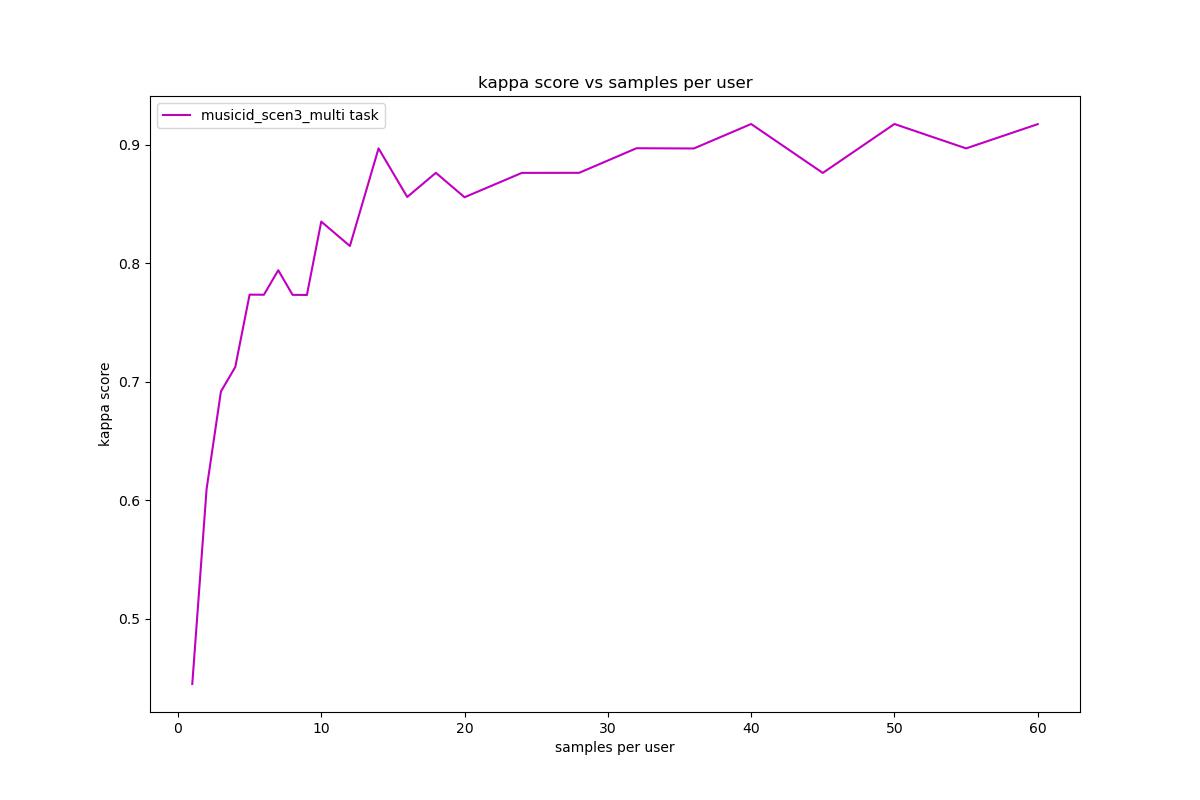 kappa score vs samples per user
musicid_scen3_multi task
0.9
0.8
0.7
0.6
0.5
kappa score
0 10 20 30 40 50 60
samples per user